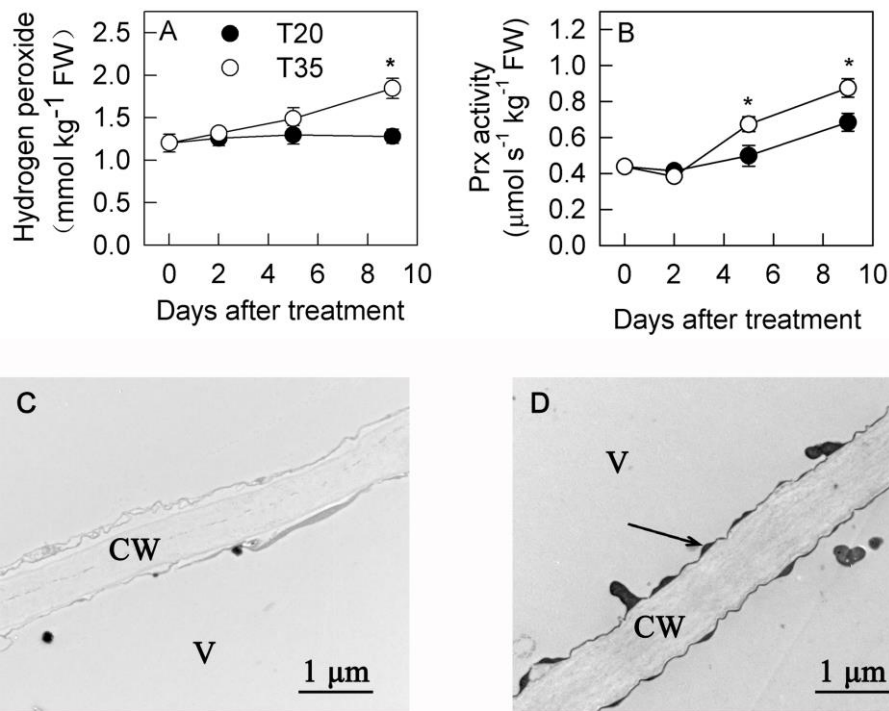 A
T20
T35
*
Hydrogen peroxide
(mmol kg⁻¹ FW)
2.5
2.0
1.5
1.0
0.5
0.0
0 2 4 6 8 10
Days after treatment
B
*
*
Prx activity
(μmol s⁻¹ kg⁻¹ FW)
1.2
1.0
0.8
0.6
0.4
0.2
0.0
0 2 4 6 8 10
Days after treatment
C
CW
V
1 μm
D
V
CW
1 μm